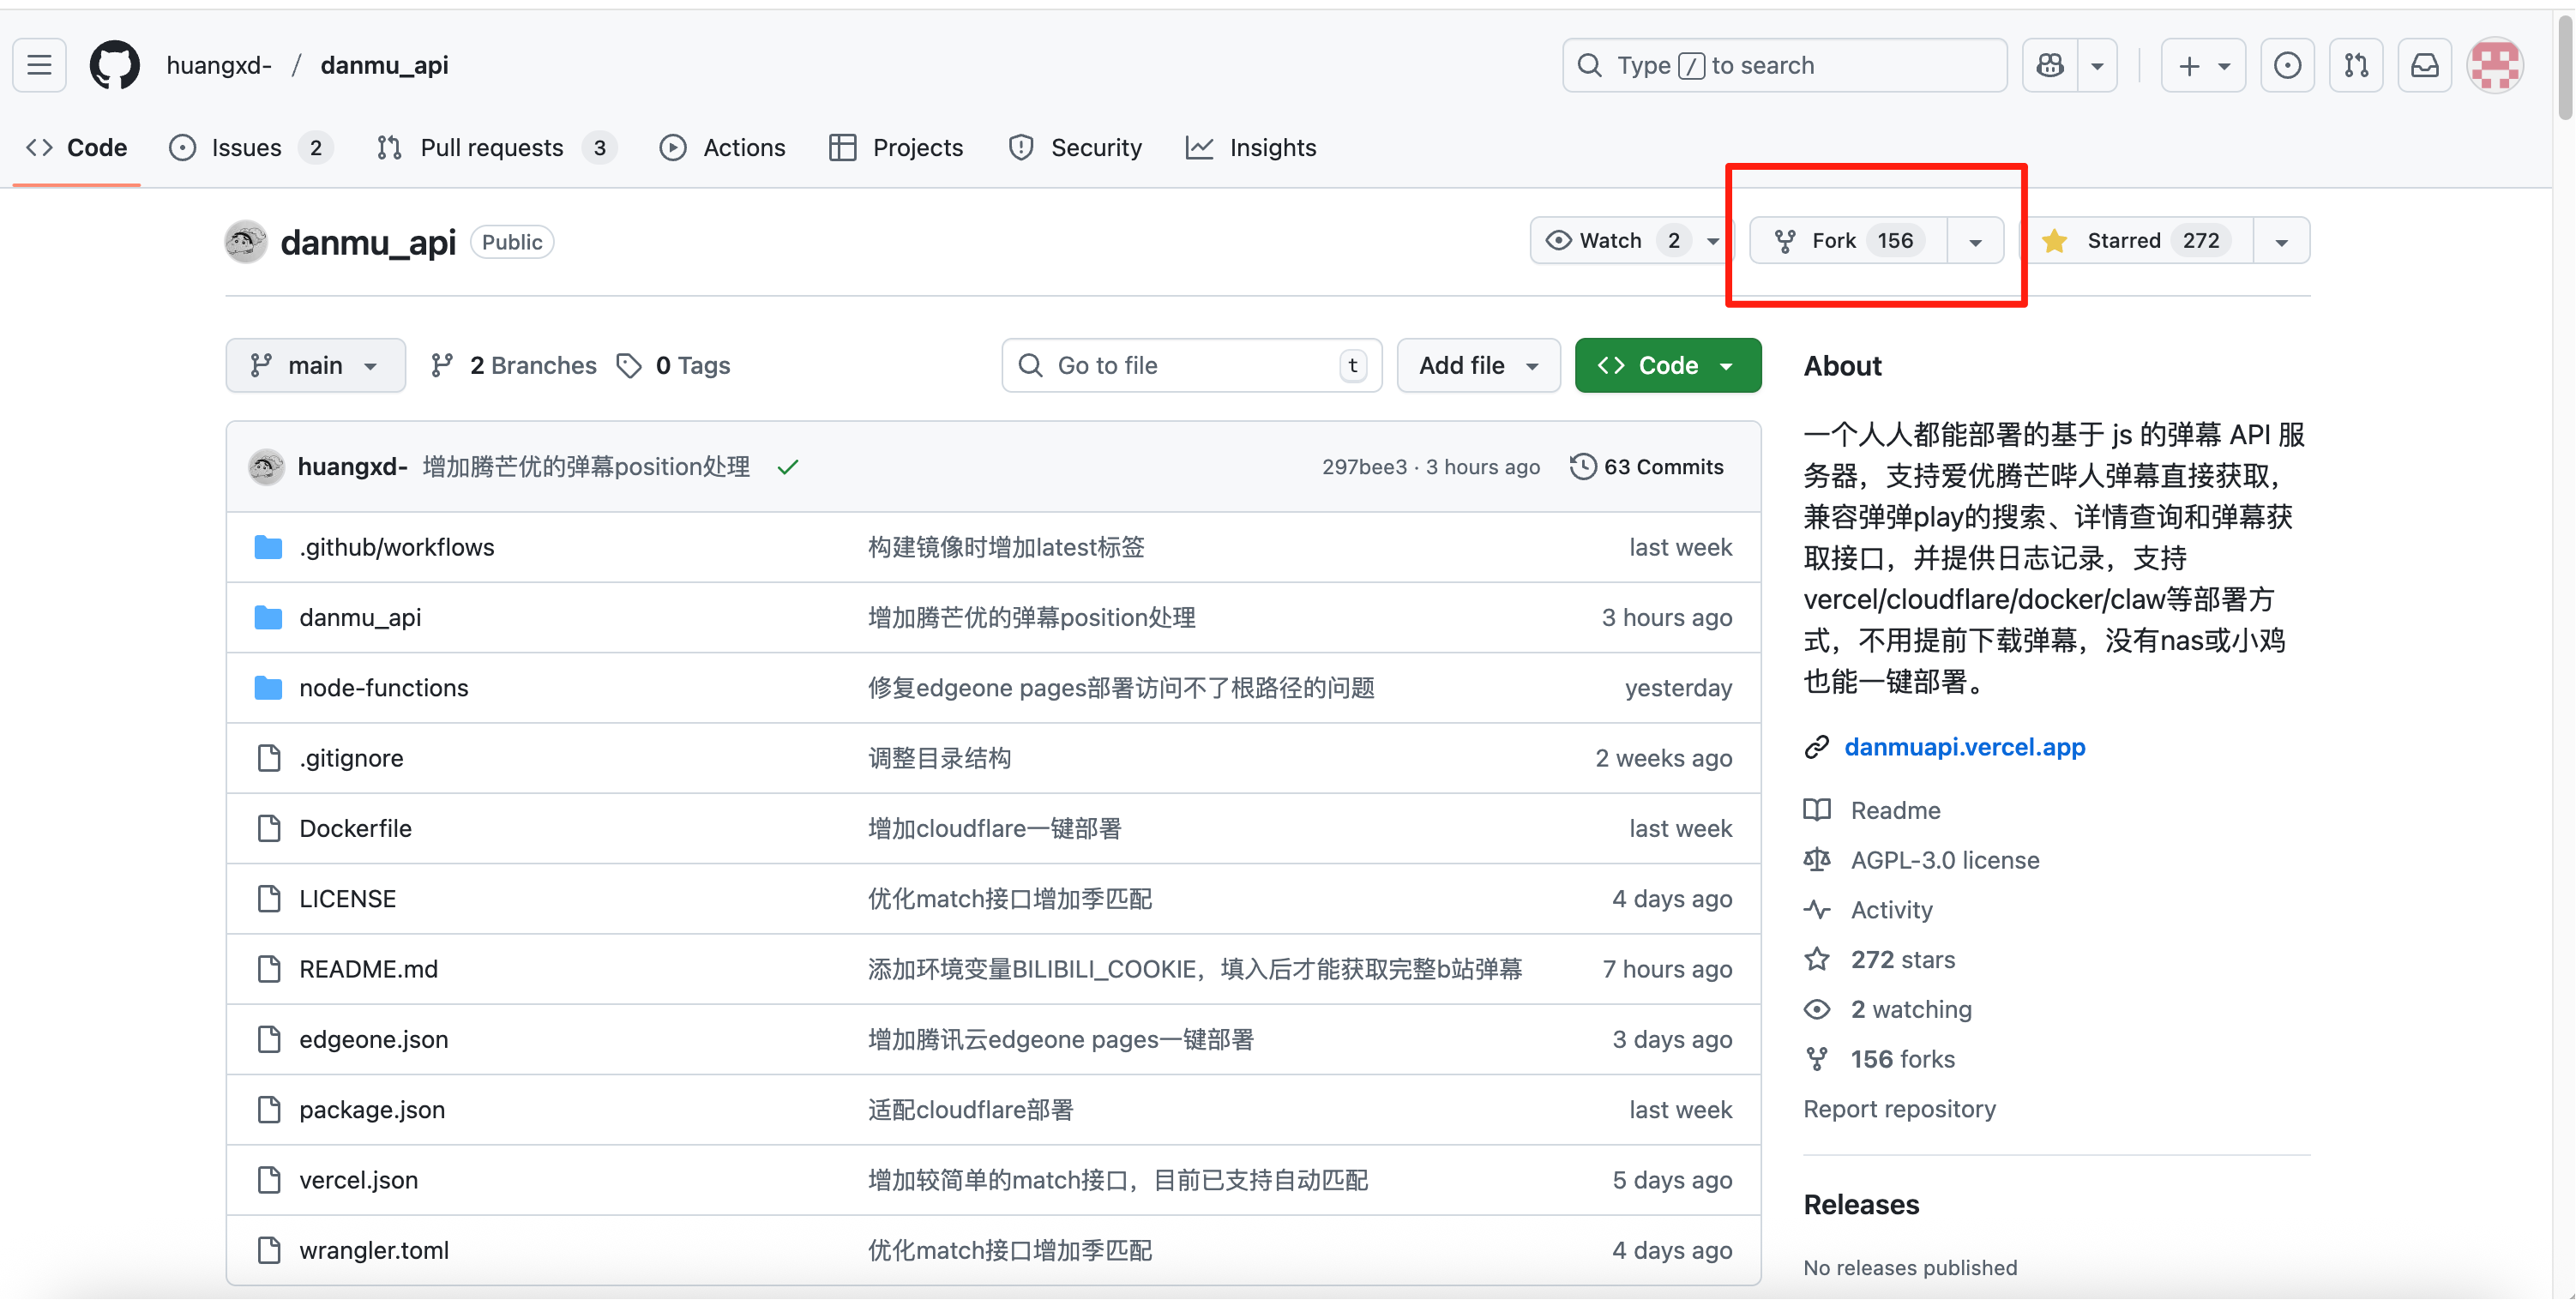 huangxd- / danmu_api
Type / to search
Code
Issues 2
Pull requests 3
Actions
Projects
Security
Insights
danmu_api Public
Watch 2
Fork 156
Starred 272
main
2 Branches
0 Tags
Go to file t
Add file
Code
huangxd- 增加腾芒优的弹幕position处理 297bee3 · 3 hours ago 63 Commits
.github/workflows 构建镜像时增加latest标签 last week
danmu_api 增加腾芒优的弹幕position处理 3 hours ago
node-functions 修复edgeone pages部署访问不了根路径的问题 yesterday
.gitignore 调整目录结构 2 weeks ago
Dockerfile 增加cloudflare一键部署 last week
LICENSE 优化match接口增加季匹配 4 days ago
README.md 添加环境变量BILIBILI_COOKIE，填入后才能获取完整b站弹幕 7 hours ago
edgeone.json 增加腾讯云edgeone pages一键部署 3 days ago
package.json 适配cloudflare部署 last week
vercel.json 增加较简单的match接口，目前已支持自动匹配 5 days ago
wrangler.toml 优化match接口增加季匹配 4 days ago
About
一个人人都能部署的基于 js 的弹幕 API 服
务器，支持爱优腾芒哔人弹幕直接获取，
兼容弹弹play的搜索、详情查询和弹幕获
取接口，并提供日志记录，支持
vercel/cloudflare/docker/claw等部署方
式，不用提前下载弹幕，没有nas或小鸡
也能一键部署。
danmuapi.vercel.app
Readme
AGPL-3.0 license
Activity
272 stars
2 watching
156 forks
Report repository
Releases
No releases published